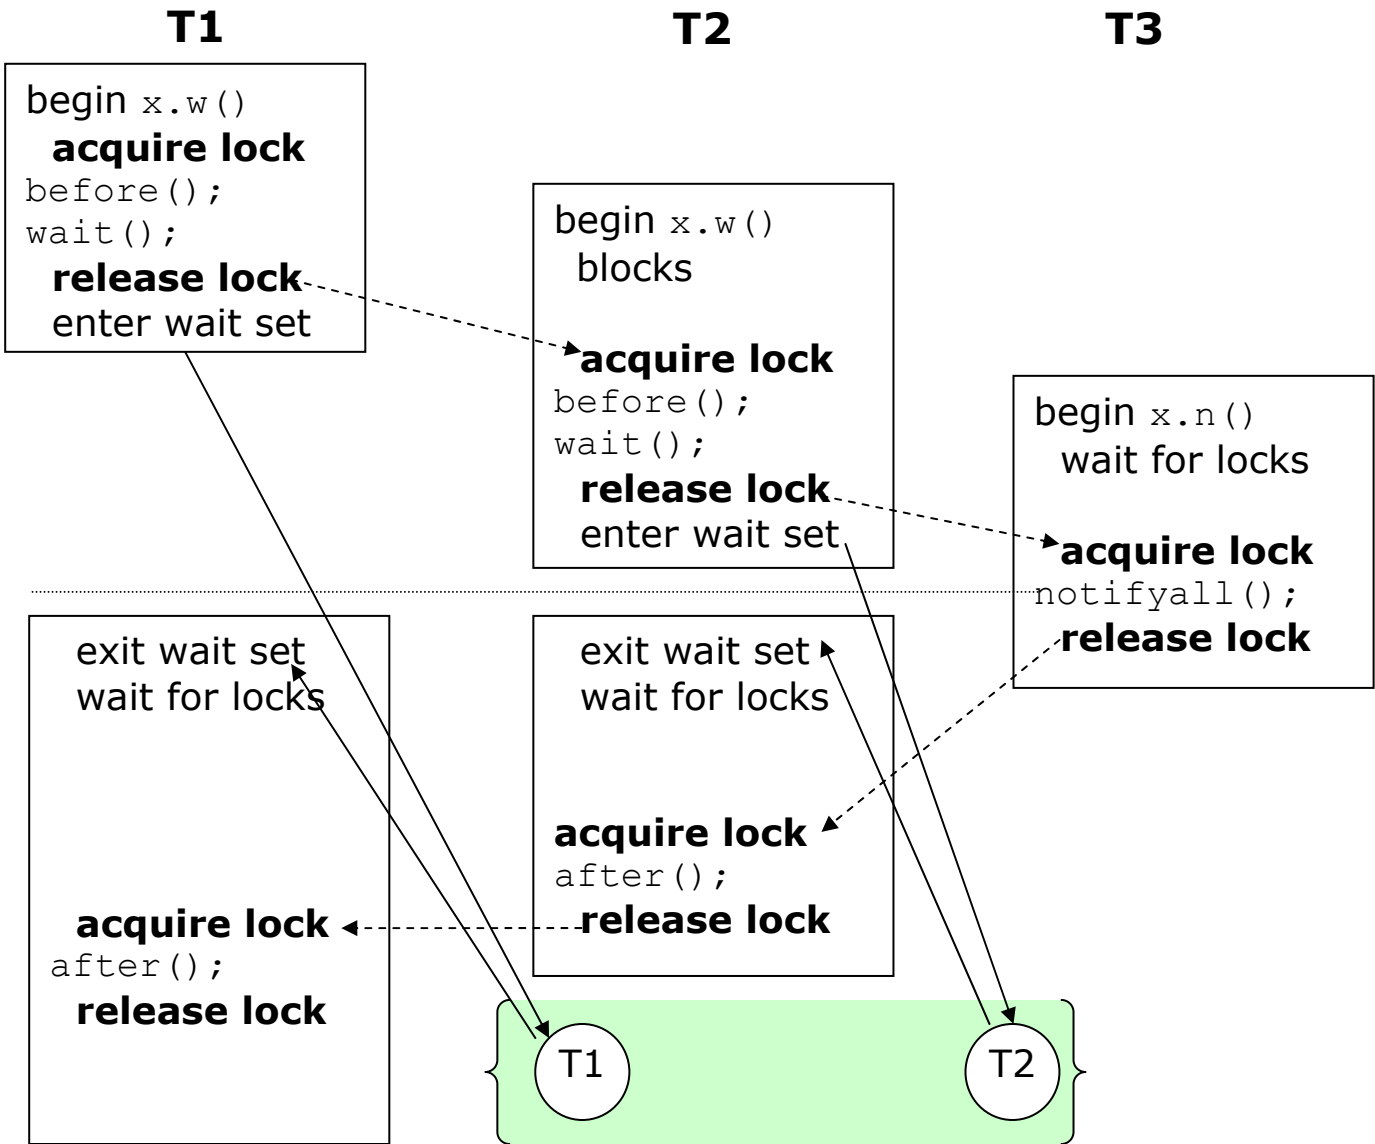 T1
T2
T3
begin x.w()
acquire lock
before();
wait();
release lock
enter wait set
begin x.w()
blocks
acquire lock
before();
wait();
release lock
enter wait set
begin x.n()
wait for locks
acquire lock
notifyall();
release lock
exit wait set
wait for locks
acquire lock
after();
release lock
exit wait set
wait for locks
acquire lock
after();
release lock
T1
T2